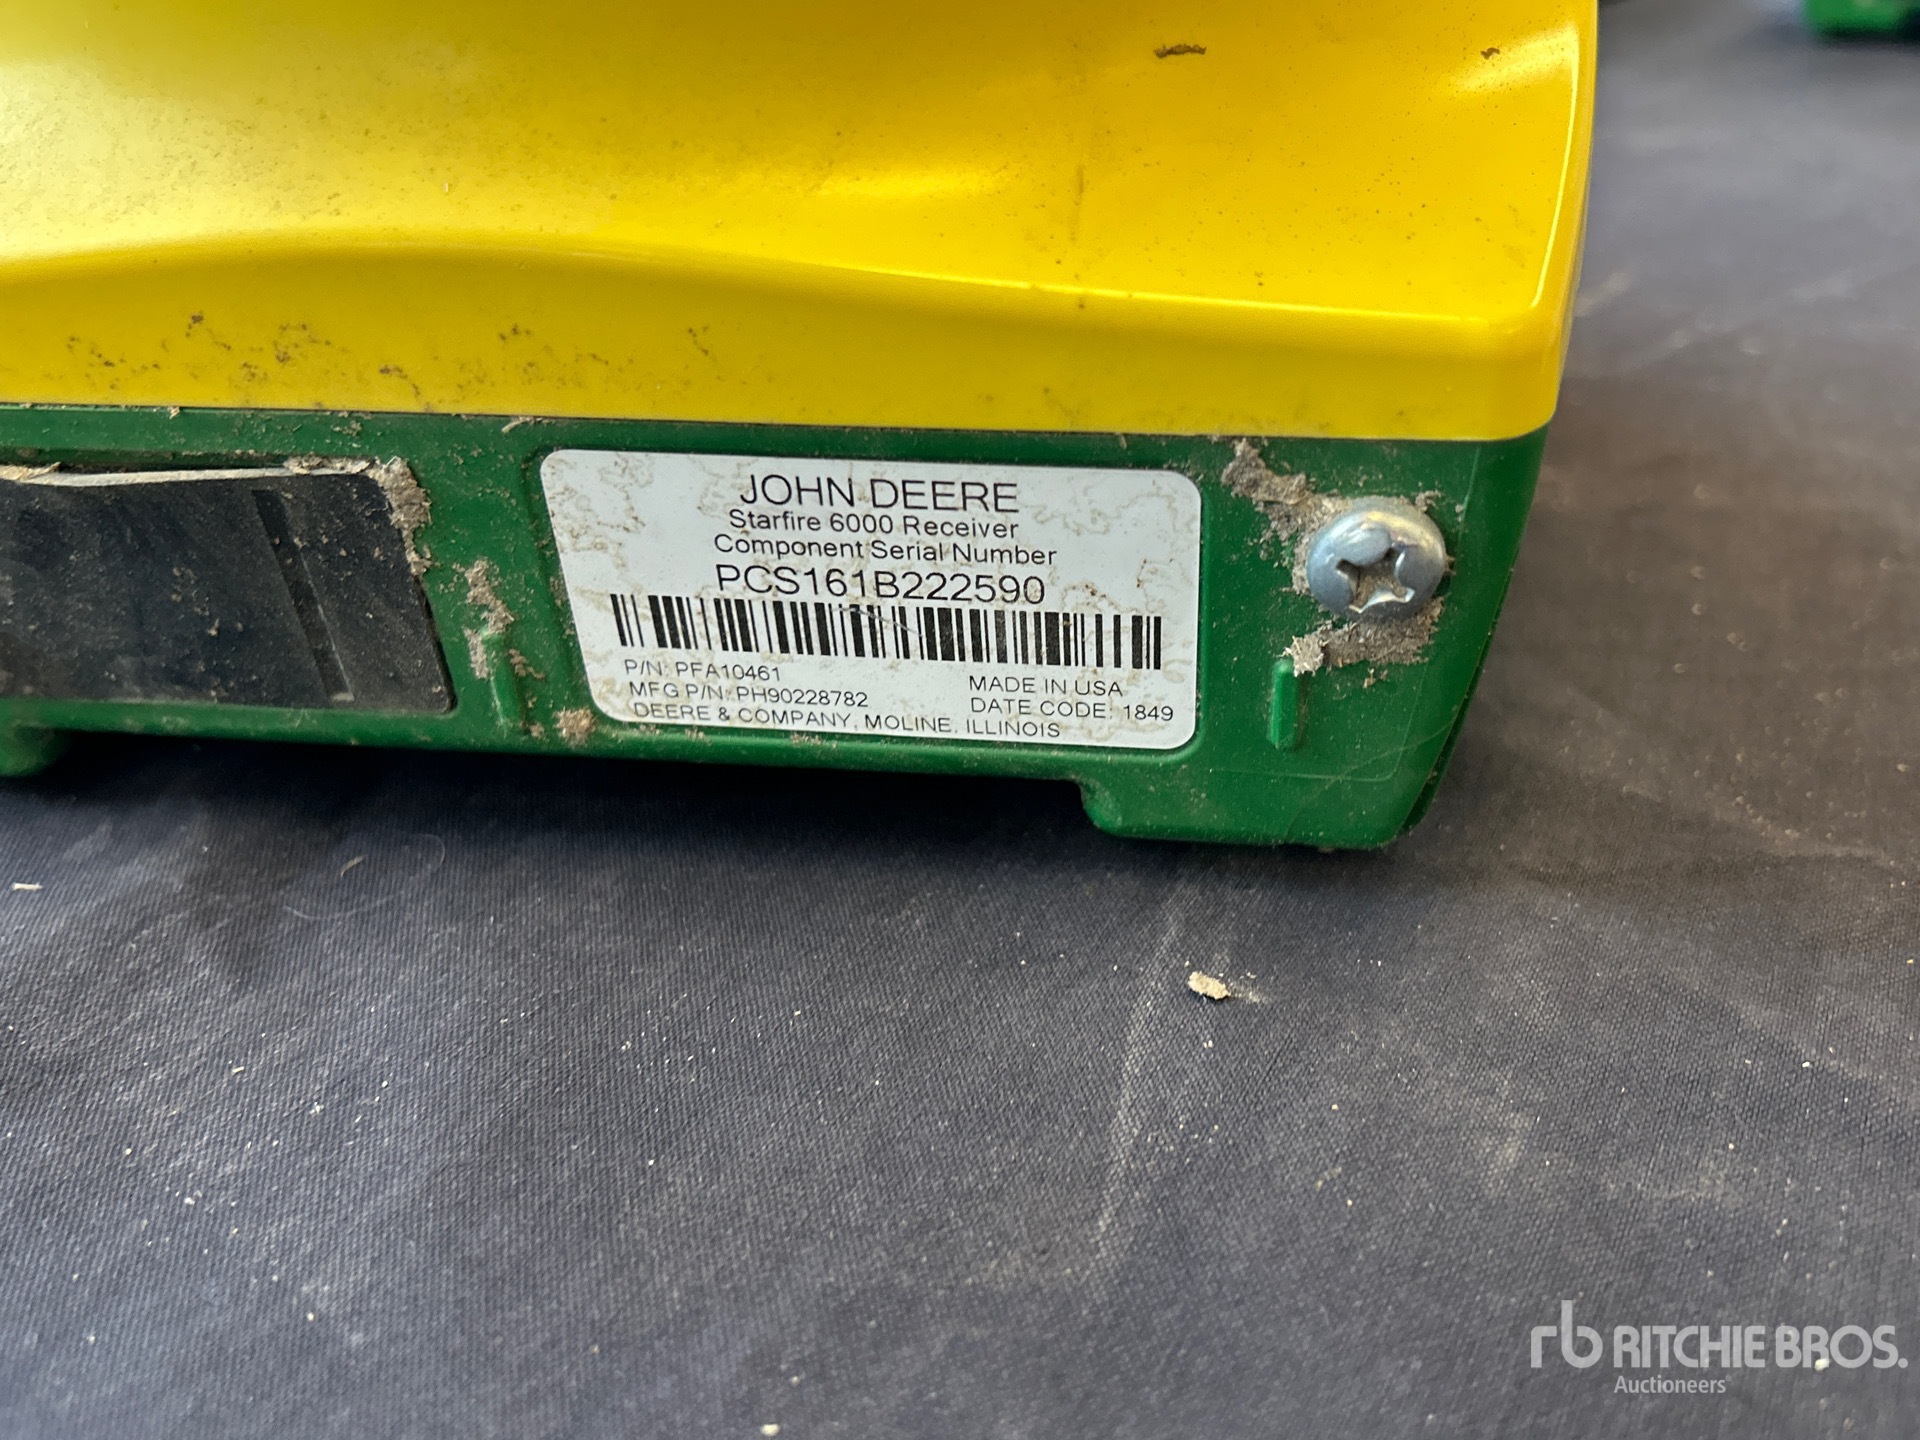 JOHN DEERE
Starfire 6000 Receiver
Component Serial Number
PCS161B222590
P/N: PFA10461
MFG P/N: PH90228782
MADE IN USA
DATE CODE: 1849
DEERE & COMPANY, MOLINE, ILLINOIS
rb RITCHIE BROS.
Auctioneers